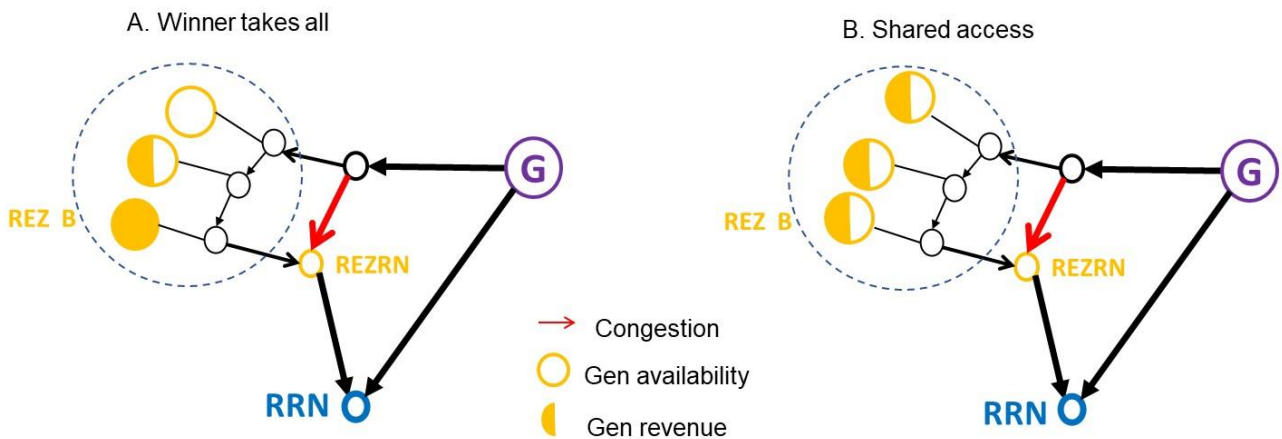 A. Winner takes all
B. Shared access
G
G
REZ B
REZRN
REZ B
REZRN
Congestion
Gen availability
RRN
RRN
Gen revenue